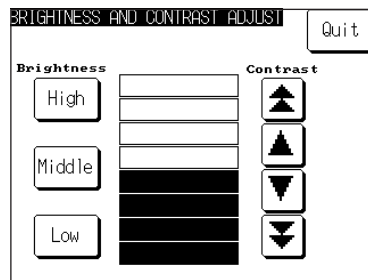 BRIGHTNESS AND CONTRAST ADJUST
Quit
Brightness
Contrast
High
Middle
Low